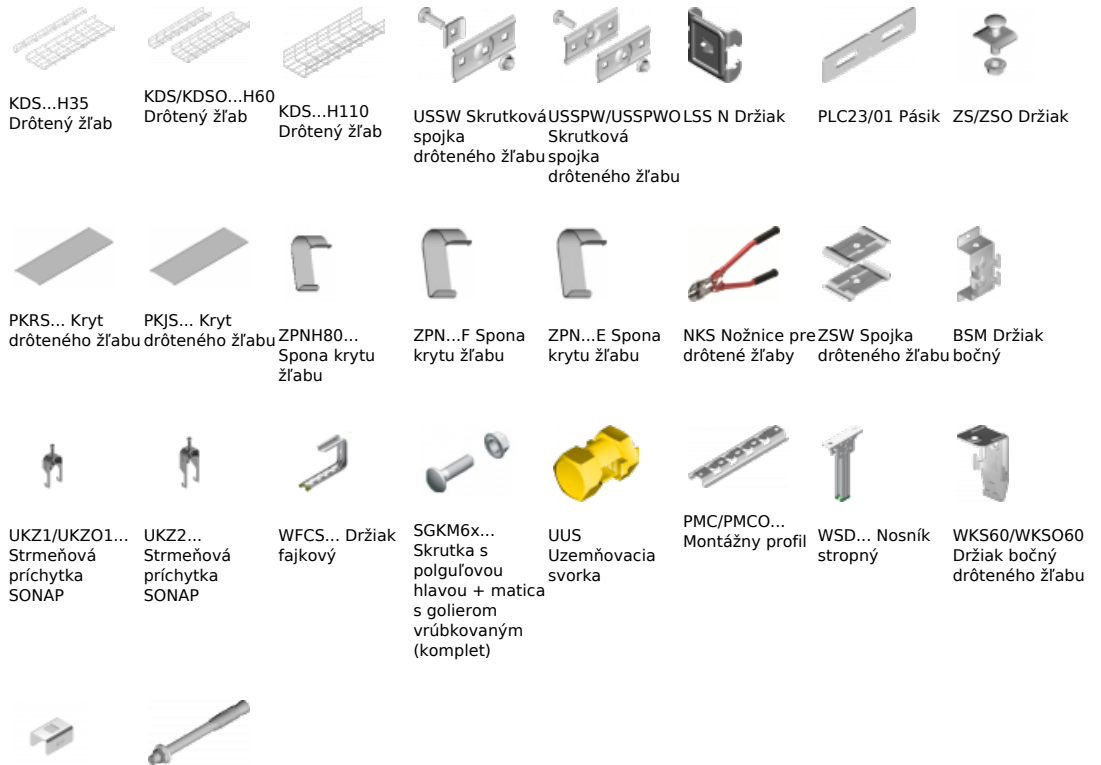 KDS...H35
Drôtený žľab
KDS/KDSO...H60
Drôtený žľab
KDS...H110
Drôtený žľab
USSW Skrutková
spojka
drôteného žľabu
USSPW/USSPWO
Skrutková
spojka
drôteného žľabu
LSS N Držiak
PLC23/01 Pásik
ZS/ZSO Držiak
PKRS... Kryt
drôteného žľabu
PKJS... Kryt
drôteného žľabu
ZPNH80...
Spona krytu
žľabu
ZPN...F Spona
krytu žľabu
ZPN...E Spona
krytu žľabu
NKS Nožnice pre
drôtené žľaby
ZSW Spojka
drôteného žľabu
BSM Držiak
bočný
UKZ1/UKZO1...
Strmeňová
príchytka
SONAP
UKZ2...
Strmeňová
príchytka
SONAP
WFCS... Držiak
fajkový
SGKM6x...
Skrutka s
polguľovou
hlavou + matica
s golierom
vrúbkovaným
(komplet)
UUS
Uzemňovacia
svorka
PMC/PMCO...
Montážny profil
WSD... Nosník
stropný
WKS60/WKSO60
Držiak bočný
drôteného žľabu